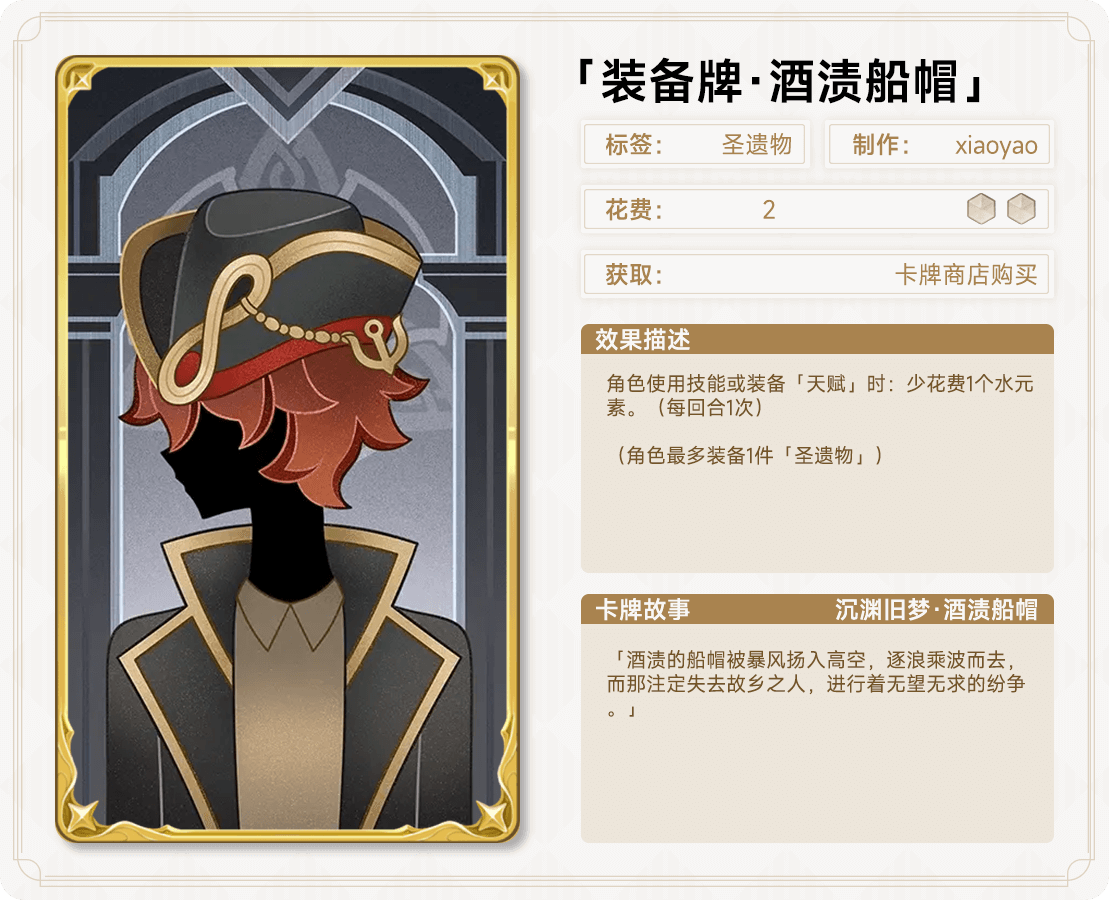 「装备牌·酒渍船帽」
标签： 圣遗物 制作： xiaoyao
花费： 2
获取： 卡牌商店购买
效果描述
角色使用技能或装备「天赋」时：少花费1个水元
素。（每回合1次）
（角色最多装备1件「圣遗物」）
卡牌故事 沉渊旧梦·酒渍船帽
「酒渍的船帽被暴风扬入高空，逐浪乘波而去，
而那注定失去故乡之人，进行着无望无求的纷争
。」